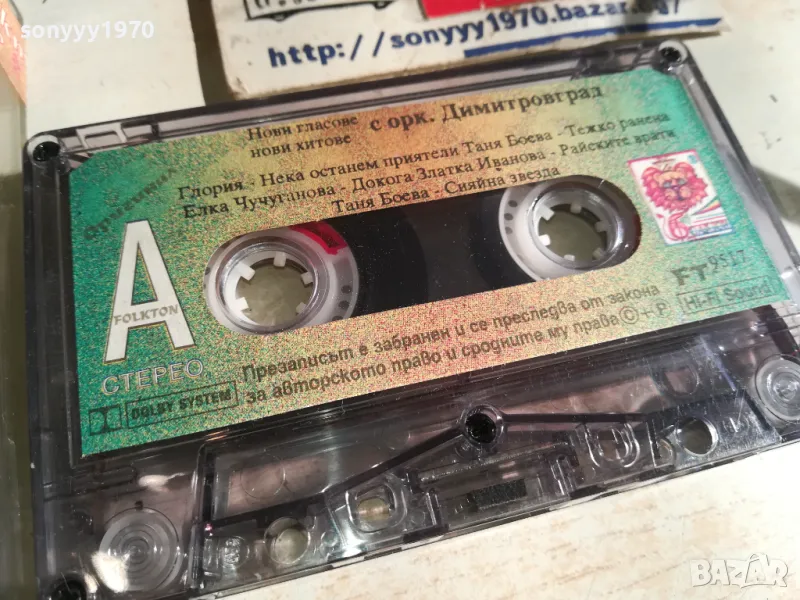 sonyyy1970
http://sonyyy1970.bazar.bg/
Нови гласове
нови хитове
с орк. Димитровград
Глория - Нека останем приятели Таня Боева - Тежко ранена
Елка Чучуганова - Докога Златка Иванова - Райските врати
Таня Боева - Сияйна звезда
A
FOLKTON
СТЕРЕО
DOLBY SYSTEM
FT 9517
Hi-Fi Sound
Презаписът е забранен и се преследва от закона
за авторското право и сродните му права © + P
BAZAR